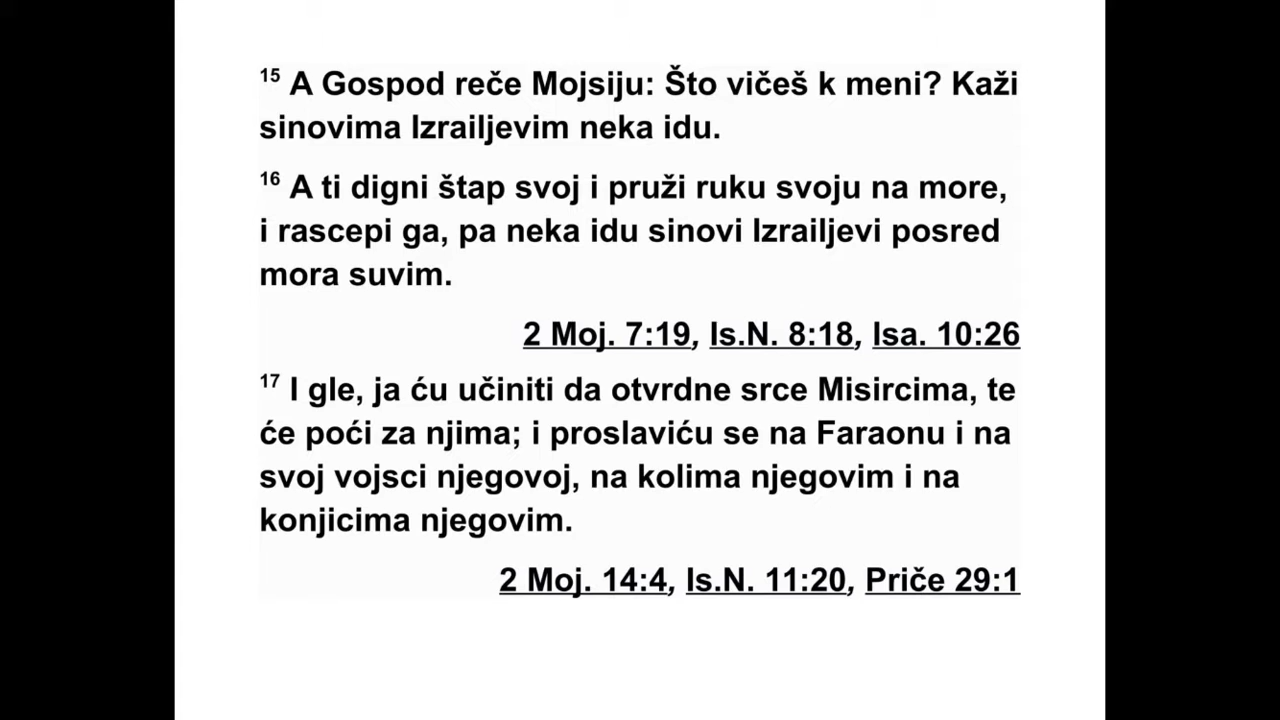 15 A Gospod reče Mojsiju: Što vičeš k meni? Kaži
sinovima Izrailjevim neka idu.
16 A ti digni štap svoj i pruži ruku svoju na more,
i rascepi ga, pa neka idu sinovi Izrailjevi posred
mora suvim.
2 Moj. 7:19, Is.N. 8:18, Isa. 10:26
17 I gle, ja ću učiniti da otvrdne srce Misircima, te
će poći za njima; i proslaviću se na Faraonu i na
svoj vojsci njegovoj, na kolima njegovim i na
konjicima njegovim.
2 Moj. 14:4, Is.N. 11:20, Priče 29:1